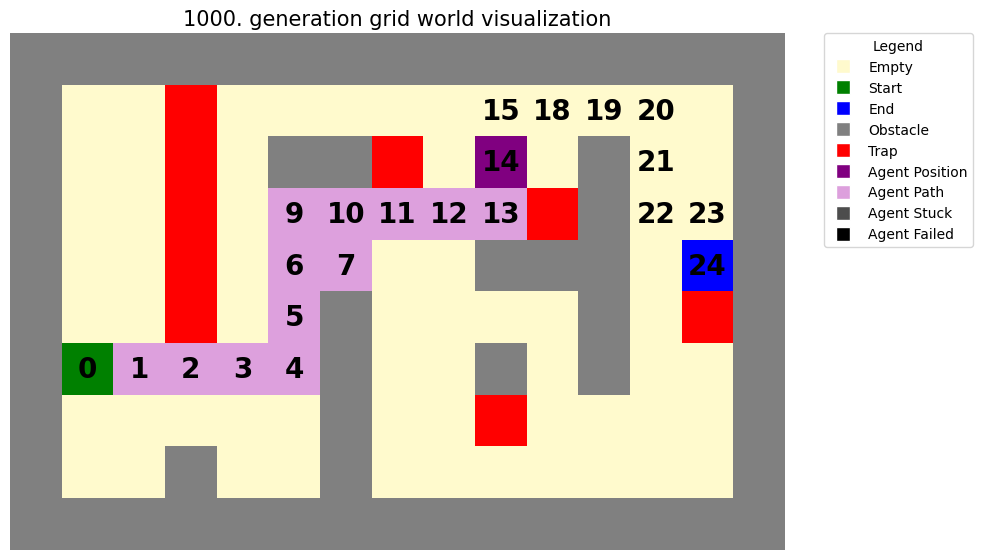 1000. generation grid world visualization
Legend
Empty
Start
End
Obstacle
Trap
Agent Position
Agent Path
Agent Stuck
Agent Failed
15 18 19 20
14 21
9 10 11 12 13 22 23
6 7 24
5
0 1 2 3 4